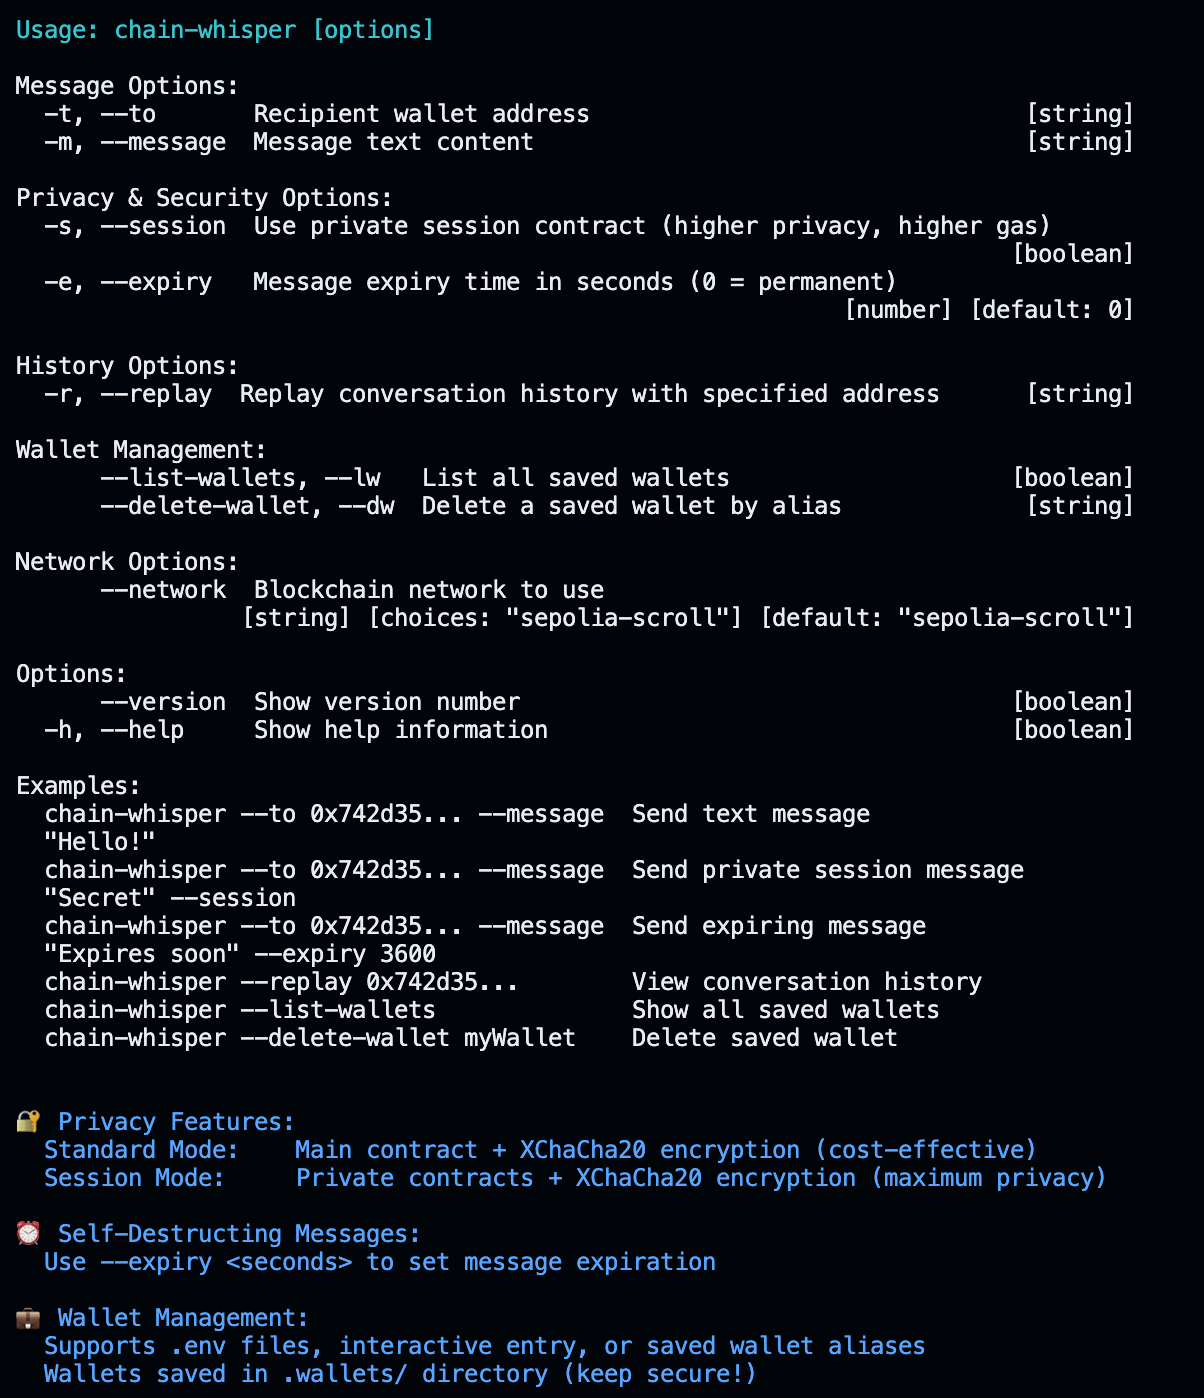 Usage: chain-whisper [options]

Message Options:
  -t, --to       Recipient wallet address                               [string]
  -m, --message  Message text content                                   [string]

Privacy & Security Options:
  -s, --session  Use private session contract (higher privacy, higher gas)
                                                                       [boolean]
  -e, --expiry   Message expiry time in seconds (0 = permanent)
                                                           [number] [default: 0]

History Options:
  -r, --replay  Replay conversation history with specified address      [string]

Wallet Management:
      --list-wallets, --lw   List all saved wallets                    [boolean]
      --delete-wallet, --dw  Delete a saved wallet by alias             [string]

Network Options:
      --network  Blockchain network to use
                [string] [choices: "sepolia-scroll"] [default: "sepolia-scroll"]

Options:
      --version  Show version number                                   [boolean]
  -h, --help     Show help information                                 [boolean]

Examples:
  chain-whisper --to 0x742d35... --message  Send text message
  "Hello!"
  chain-whisper --to 0x742d35... --message  Send private session message
  "Secret" --session
  chain-whisper --to 0x742d35... --message  Send expiring message
  "Expires soon" --expiry 3600
  chain-whisper --replay 0x742d35...        View conversation history
  chain-whisper --list-wallets              Show all saved wallets
  chain-whisper --delete-wallet myWallet    Delete saved wallet

🔐 Privacy Features:
  Standard Mode:    Main contract + XChaCha20 encryption (cost-effective)
  Session Mode:     Private contracts + XChaCha20 encryption (maximum privacy)

⏰ Self-Destructing Messages:
  Use --expiry <seconds> to set message expiration

💼 Wallet Management:
  Supports .env files, interactive entry, or saved wallet aliases
  Wallets saved in .wallets/ directory (keep secure!)